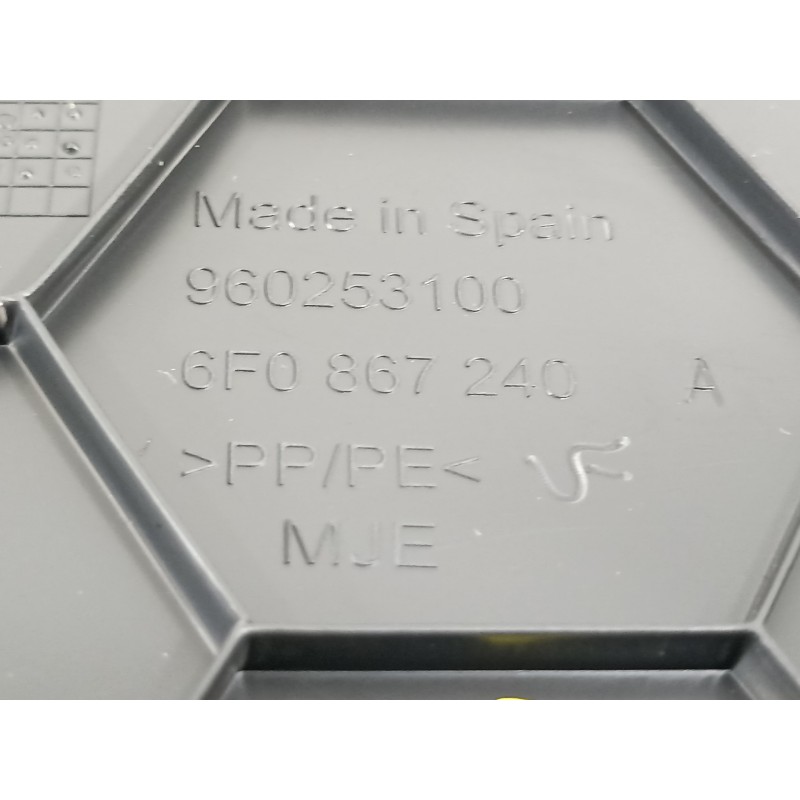 Made in Spain
960253100
6F0 867 240 A
>PP/PE<
MJE